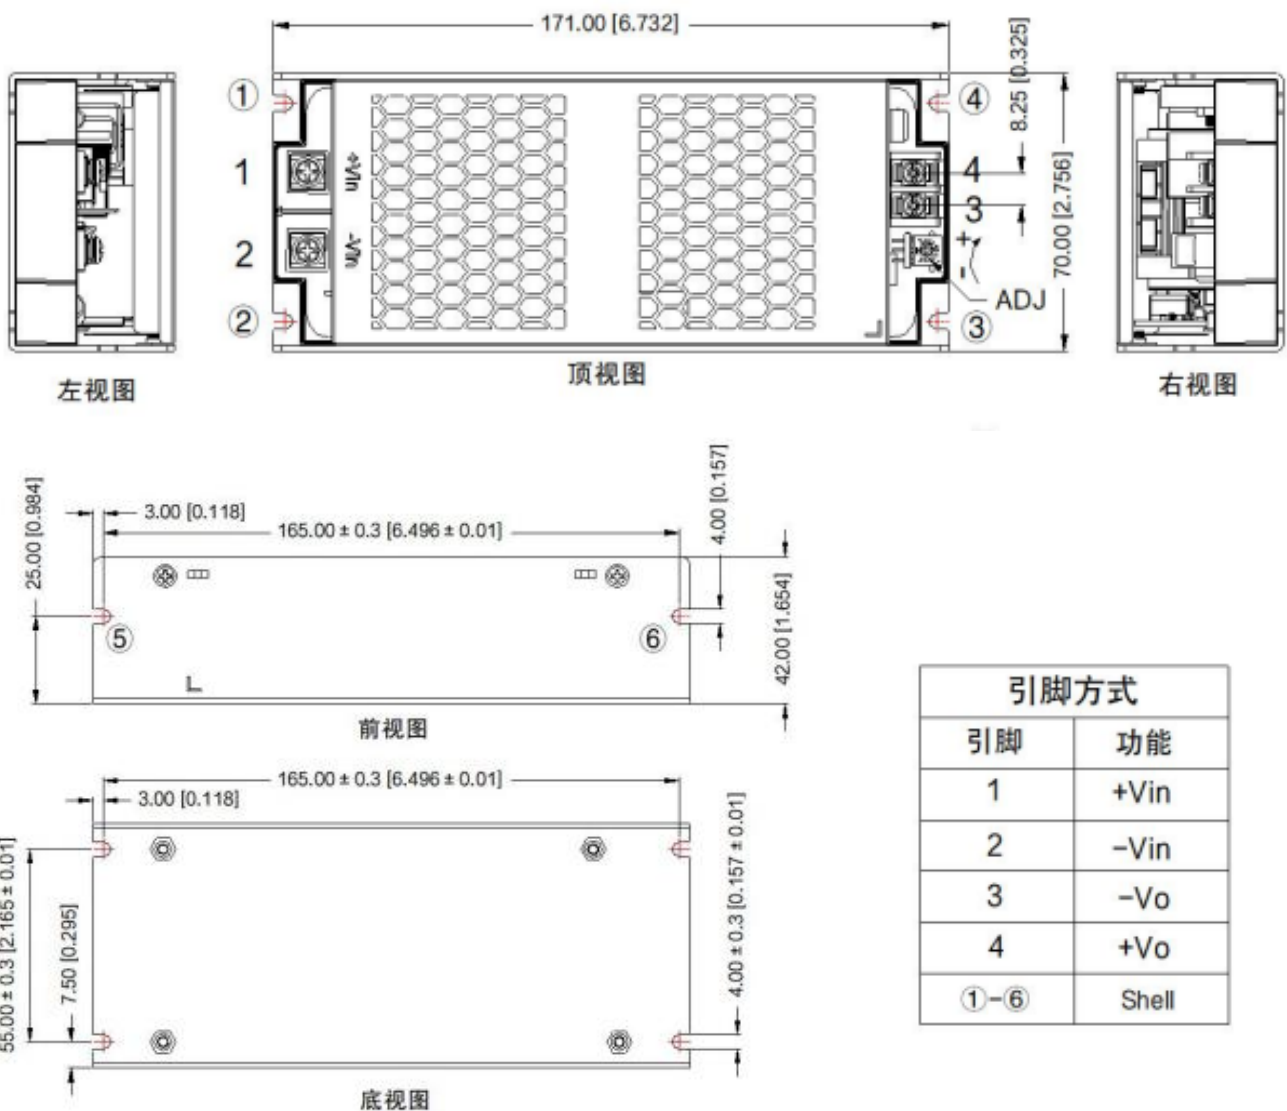 171.00 [6.732]
8.25 [0.325]
70.00 [2.756]
①
④
1
+Vin
4
3
2
-Vin
+
-
ADJ
②
③
左视图
顶视图
右视图
25.00 [0.984]
3.00 [0.118]
165.00 ± 0.3 [6.496 ± 0.01]
4.00 [0.157]
42.00 [1.654]
⑤
⑥
前视图
165.00 ± 0.3 [6.496 ± 0.01]
3.00 [0.118]
55.00 ± 0.3 [2.165 ± 0.01]
7.50 [0.295]
4.00 ± 0.3 [0.157 ± 0.01]
底视图
引脚方式
引脚 功能
1 +Vin
2 -Vin
3 -Vo
4 +Vo
①-⑥ Shell